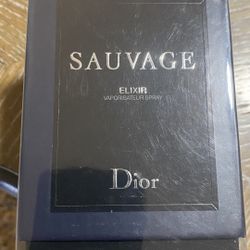 SAUVAGE
ELIXIR
VAPORISATEUR SPRAY
Dior